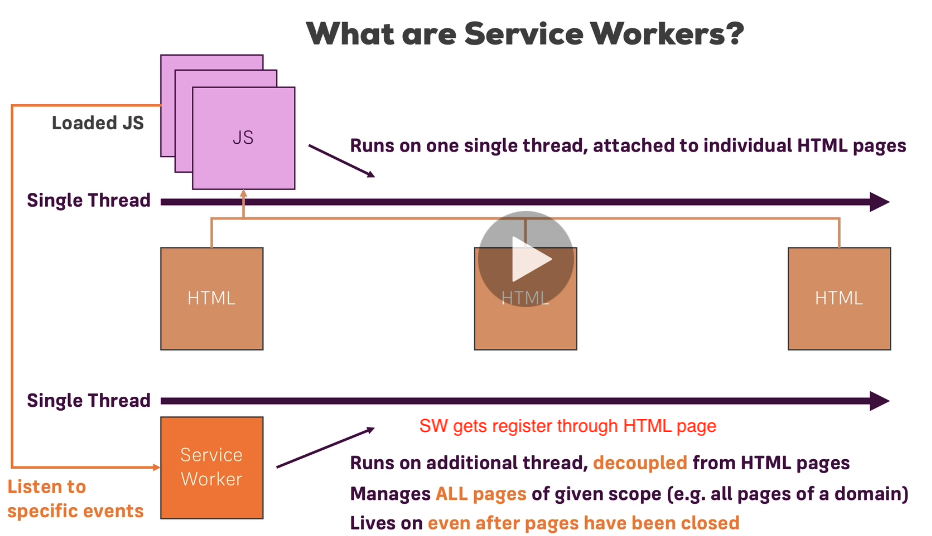 What are Service Workers?
Loaded JS
JS
Runs on one single thread, attached to individual HTML pages
Single Thread
HTML
HTML
HTML
Single Thread
SW gets register through HTML page
Service
Worker
Runs on additional thread, decoupled from HTML pages
Manages ALL pages of given scope (e.g. all pages of a domain)
Lives on even after pages have been closed
Listen to
specific events